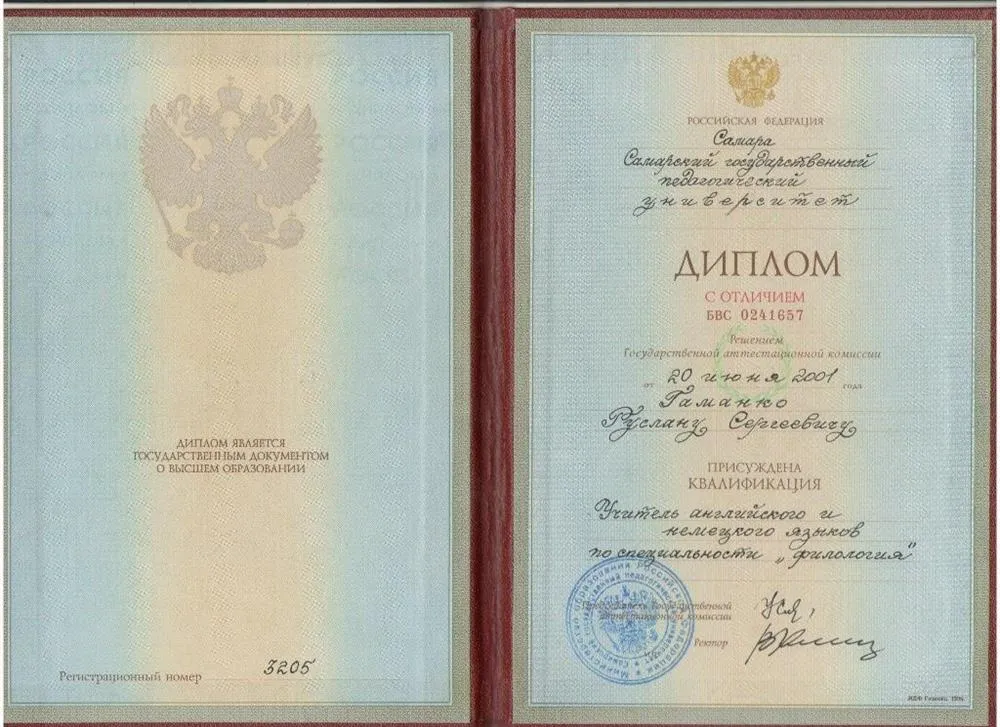 ДИПЛОМ ЯВЛЯЕТСЯ
ГОСУДАРСТВЕННЫМ ДОКУМЕНТОМ
О ВЫСШЕМ ОБРАЗОВАНИИ
Регистрационный номер 3205
РОССИЙСКАЯ ФЕДЕРАЦИЯ
Самара
Самарский государственный
педагогический
университет
ДИПЛОМ
С ОТЛИЧИЕМ
БВС 0241657
Решением
Государственной аттестационной комиссии
от 20 июня 2001 года
Гаманко
Руслану Сергеевичу
ПРИСУЖДЕНА
КВАЛИФИКАЦИЯ
Учитель английского и
немецкого языков
по специальности „филология"
Председатель Государственной
аттестационной комиссии
Ректор